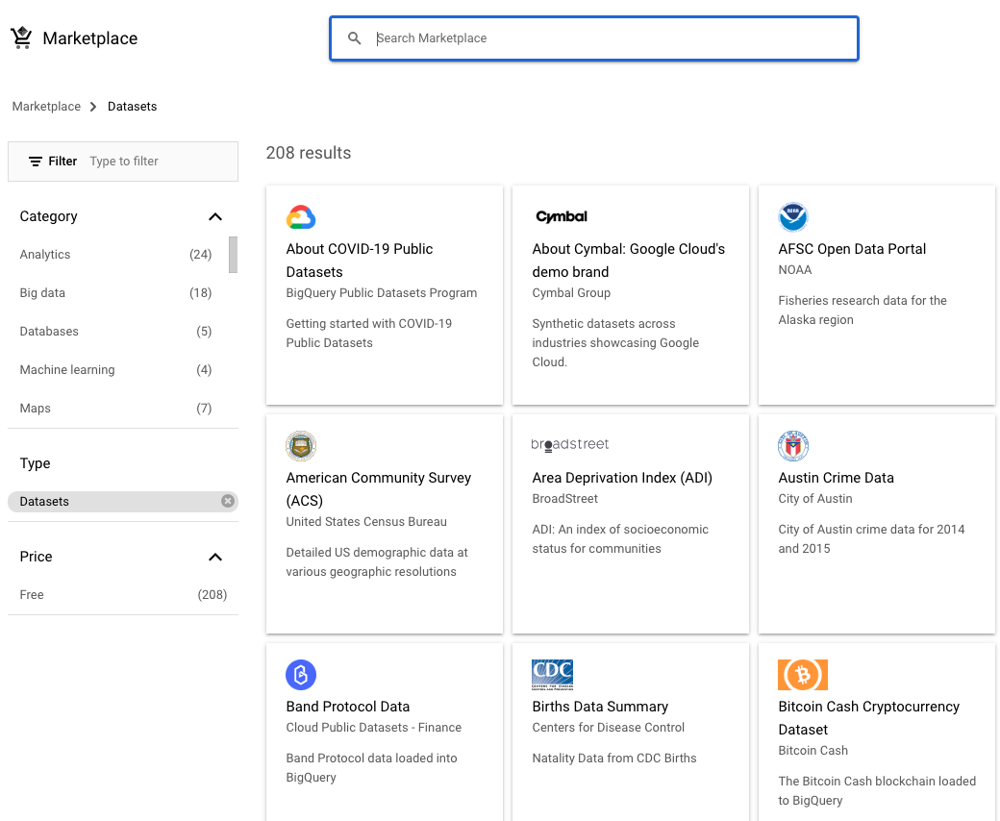 Marketplace
Search Marketplace
Marketplace
Datasets
Filter Type to filter
Category
Analytics (24)
Big data (18)
Databases (5)
Machine learning (4)
Maps (7)
Type
Datasets
Price
Free (208)
208 results
About COVID-19 Public
Datasets
BigQuery Public Datasets Program
Getting started with COVID-19
Public Datasets
Cymbal
About Cymbal: Google Cloud's
demo brand
Cymbal Group
Synthetic datasets across
industries showcasing Google
Cloud.
NOAA
AFSC Open Data Portal
NOAA
Fisheries research data for the
Alaska region
American Community Survey
(ACS)
United States Census Bureau
Detailed US demographic data at
various geographic resolutions
broadstreet
Area Deprivation Index (ADI)
BroadStreet
ADI: An index of socioeconomic
status for communities
Austin Crime Data
City of Austin
City of Austin crime data for 2014
and 2015
Band Protocol Data
Cloud Public Datasets - Finance
Band Protocol data loaded into
BigQuery
CDC
CENTERS FOR DISEASE
CONTROL AND PREVENTION
Births Data Summary
Centers for Disease Control
Natality Data from CDC Births
Bitcoin Cash Cryptocurrency
Dataset
Bitcoin Cash
The Bitcoin Cash blockchain loaded
to BigQuery